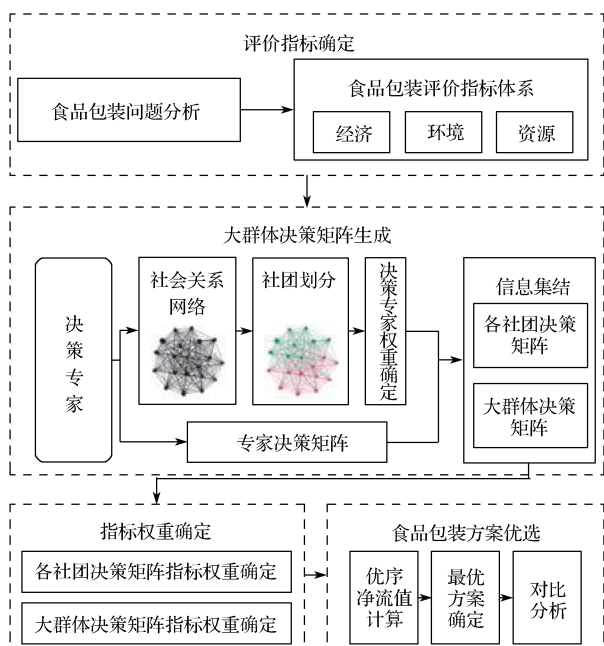 评价指标确定
食品包装问题分析
食品包装评价指标体系
经济
环境
资源
大群体决策矩阵生成
决
策
专
家
社会关系
网络
社团划分
决
策
专
家
权
重
确
定
专家决策矩阵
信息集结
各社团决策
矩阵
大群体决策
矩阵
指标权重确定
各社团决策矩阵指标权重确定
大群体决策矩阵指标权重确定
食品包装方案优选
优序
净流值
计算
最优
方案
确定
对比
分析